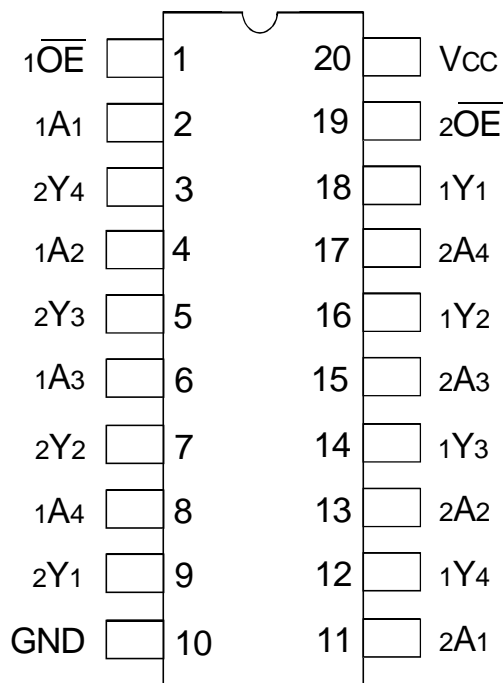 1O̅E̅ 1 20 VCC
1A1 2 19 2O̅E̅
2Y4 3 18 1Y1
1A2 4 17 2A4
2Y3 5 16 1Y2
1A3 6 15 2A3
2Y2 7 14 1Y3
1A4 8 13 2A2
2Y1 9 12 1Y4
GND 10 11 2A1